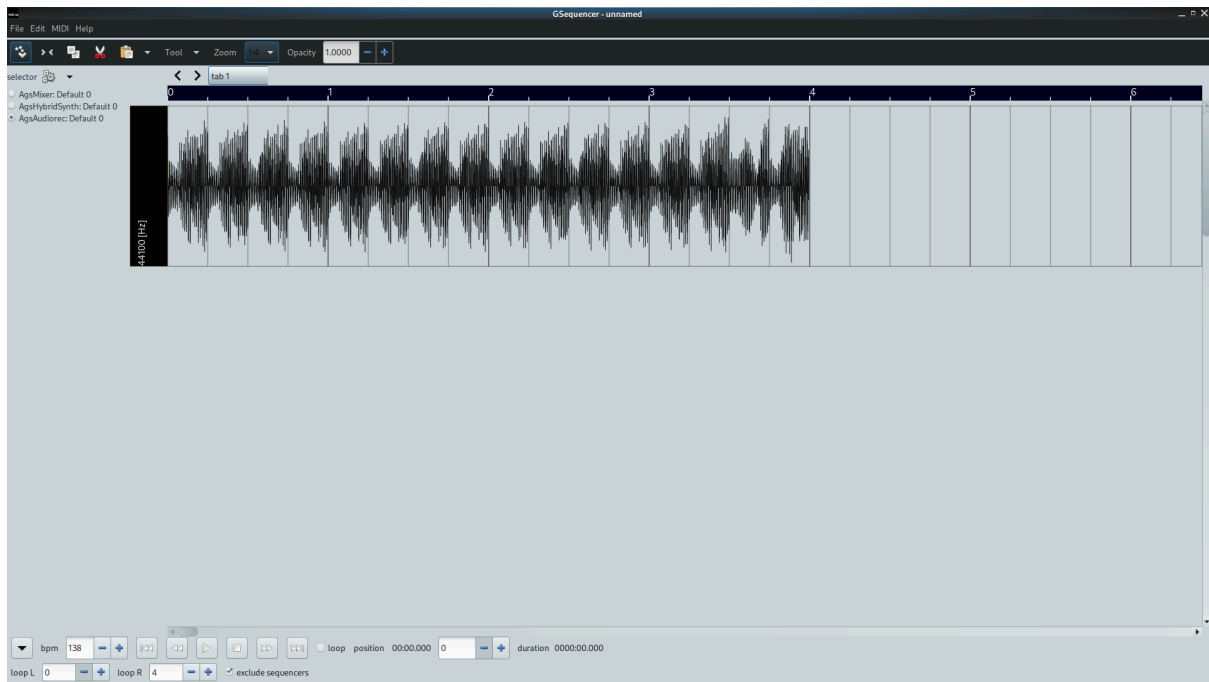 GSequencer - unnamed
File Edit MIDI Help
Tool Zoom 1:4 Opacity 1.0000
selector tab 1
AgsMixer: Default 0
AgsHybridSynth: Default 0
AgsAudiorec: Default 0
0 1 2 3 4 5 6
44100 [Hz]
bpm 138 loop position 00:00.000 0 duration 0000:00.000
loop L 0 loop R 4 exclude sequencers